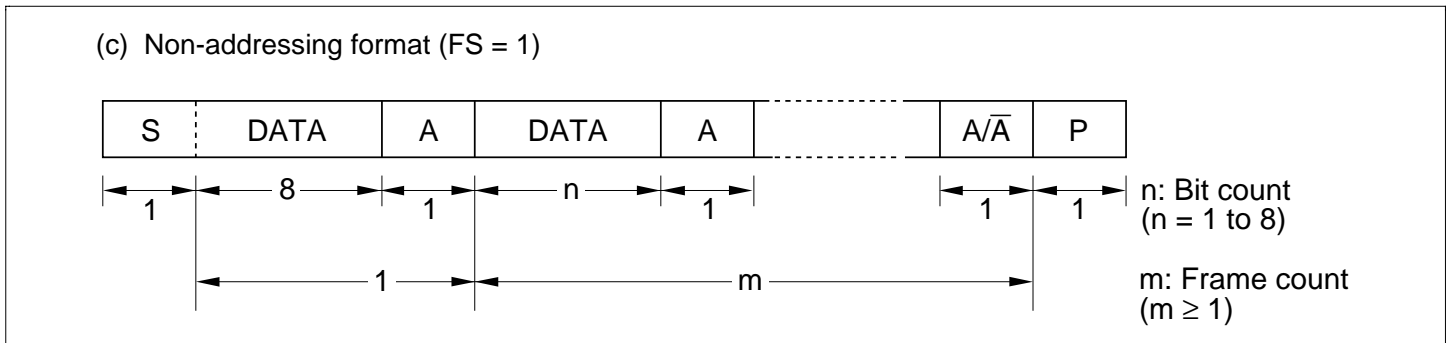 (c) Non-addressing format (FS = 1)
S DATA A DATA A A/A̅ P
1 8 1 n 1 1 1
n: Bit count
(n = 1 to 8)
1 m
m: Frame count
(m ≥ 1)